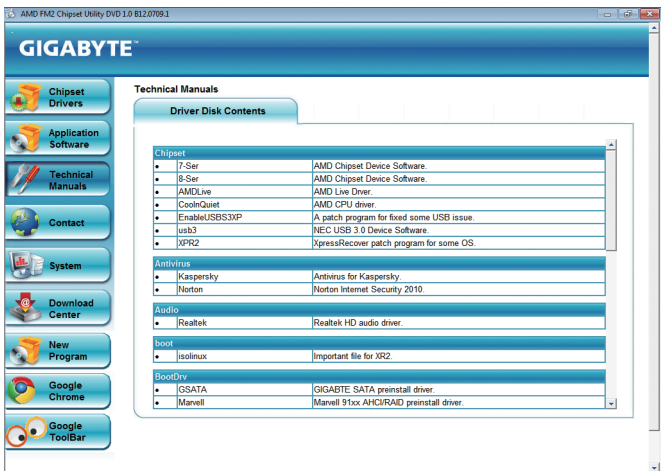 AMD FM2 Chipset Utility DVD 1.0 B12.0709.1
GIGABYTE™
Chipset
Drivers
Application
Software
Technical
Manuals
Contact
System
Download
Center
New
Program
Google
Chrome
Google
ToolBar
Technical Manuals
Driver Disk Contents
Chipset
• 7-Ser AMD Chipset Device Software.
• 8-Ser AMD Chipset Device Software.
• AMDLive AMD Live Drver.
• CoolnQuiet AMD CPU driver.
• EnableUSBS3XP A patch program for fixed some USB issue.
• usb3 NEC USB 3.0 Device Software.
• XPR2 XpressRecover patch program for some OS.
Antivirus
• Kaspersky Antivirus for Kaspersky.
• Norton Norton Internet Security 2010.
Audio
• Realtek Realtek HD audio driver.
boot
• isolinux Important file for XR2.
BootDrv
• GSATA GIGABTE SATA preinstall driver.
• Marvell Marvell 91xx AHCI/RAID preinstall driver.